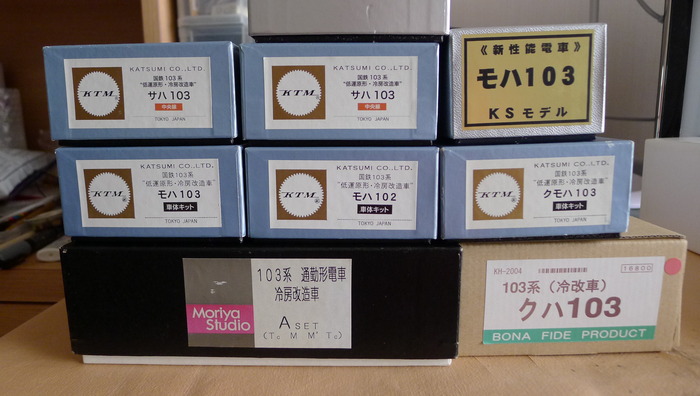 KATSUMI CO.,LTD.
国鉄103系
"低運原形・冷房改造車"
KTM
サハ103
中央線
TOKYO JAPAN
KATSUMI CO.,LTD.
国鉄103系
"低運原形・冷房改造車"
KTM
サハ103
中央線
TOKYO JAPAN
《新性能電車》
モハ103
KSモデル
KATSUMI CO.,LTD.
国鉄103系
"低運原形・冷房改造車"
KTM
モハ103
車体キット
TOKYO JAPAN
KATSUMI CO.,LTD.
国鉄103系
"低運原形・冷房改造車"
KTM
モハ102
車体キット
TOKYO JAPAN
KATSUMI CO.,LTD.
国鉄103系
"低運原形・冷房改造車"
KTM
クモハ103
車体キット
TOKYO JAPAN
103系 通勤形電車
冷房改造車
Moriya
Studio
A SET
(Tc M M' Tc)
KH-2004
16800
103系(冷改車)
クハ103
BONA FIDE PRODUCT